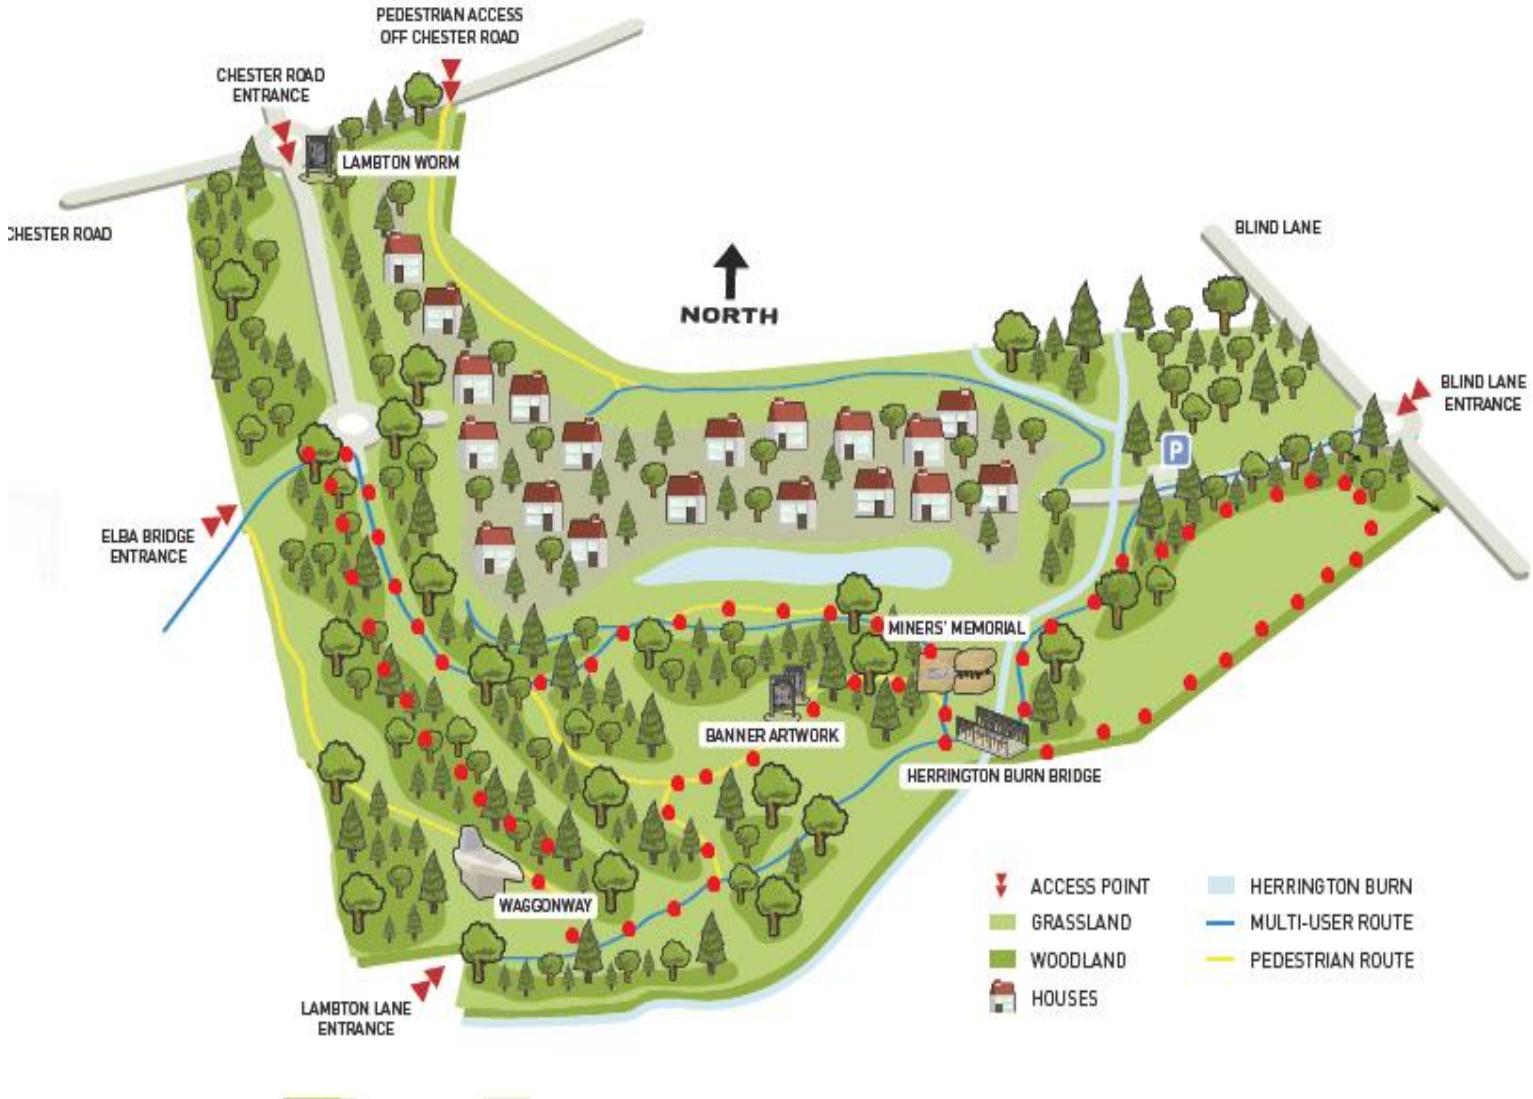 PEDESTRIAN ACCESS
OFF CHESTER ROAD
CHESTER ROAD
ENTRANCE
LAMBTON WORM
CHESTER ROAD
BLIND LANE
NORTH
BLIND LANE
ENTRANCE
P
ELBA BRIDGE
ENTRANCE
MINERS' MEMORIAL
BANNER ARTWORK
HERRINGTON BURN BRIDGE
WAGGONWAY
LAMBTON LANE
ENTRANCE
ACCESS POINT
GRASSLAND
WOODLAND
HOUSES
HERRINGTON BURN
MULTI-USER ROUTE
PEDESTRIAN ROUTE